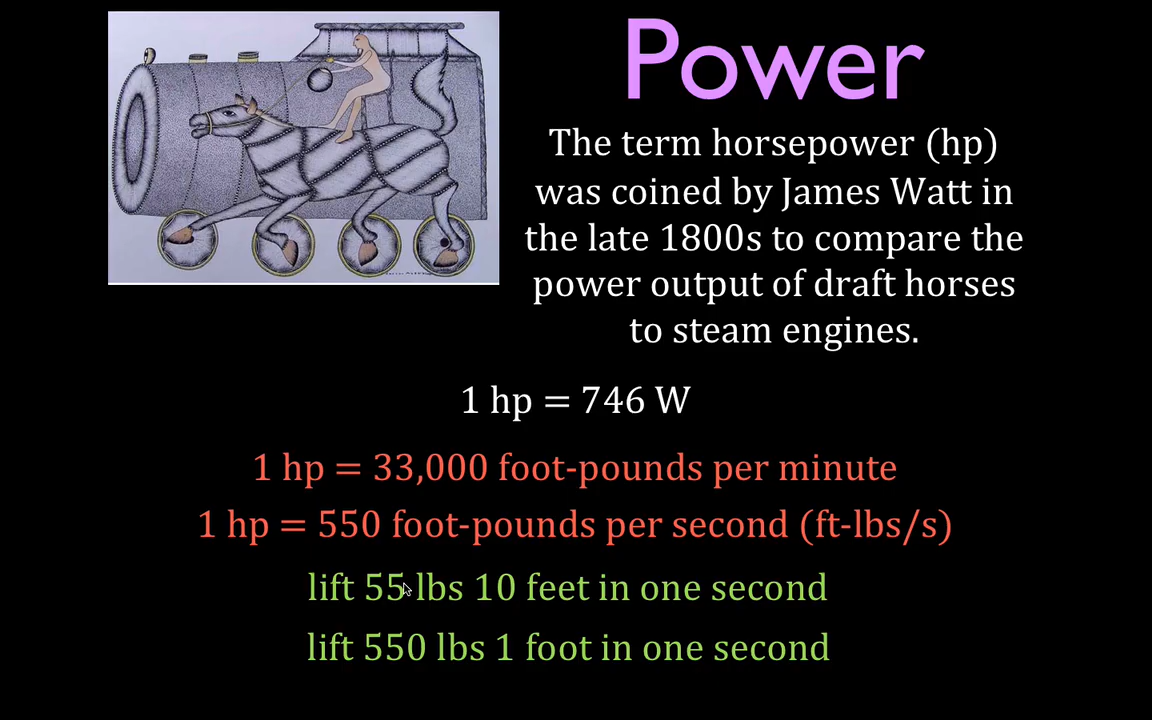 Power
The term horsepower (hp)
was coined by James Watt in
the late 1800s to compare the
power output of draft horses
to steam engines.
1 hp = 746 W
1 hp = 33,000 foot-pounds per minute
1 hp = 550 foot-pounds per second (ft-lbs/s)
lift 55 lbs 10 feet in one second
lift 550 lbs 1 foot in one second